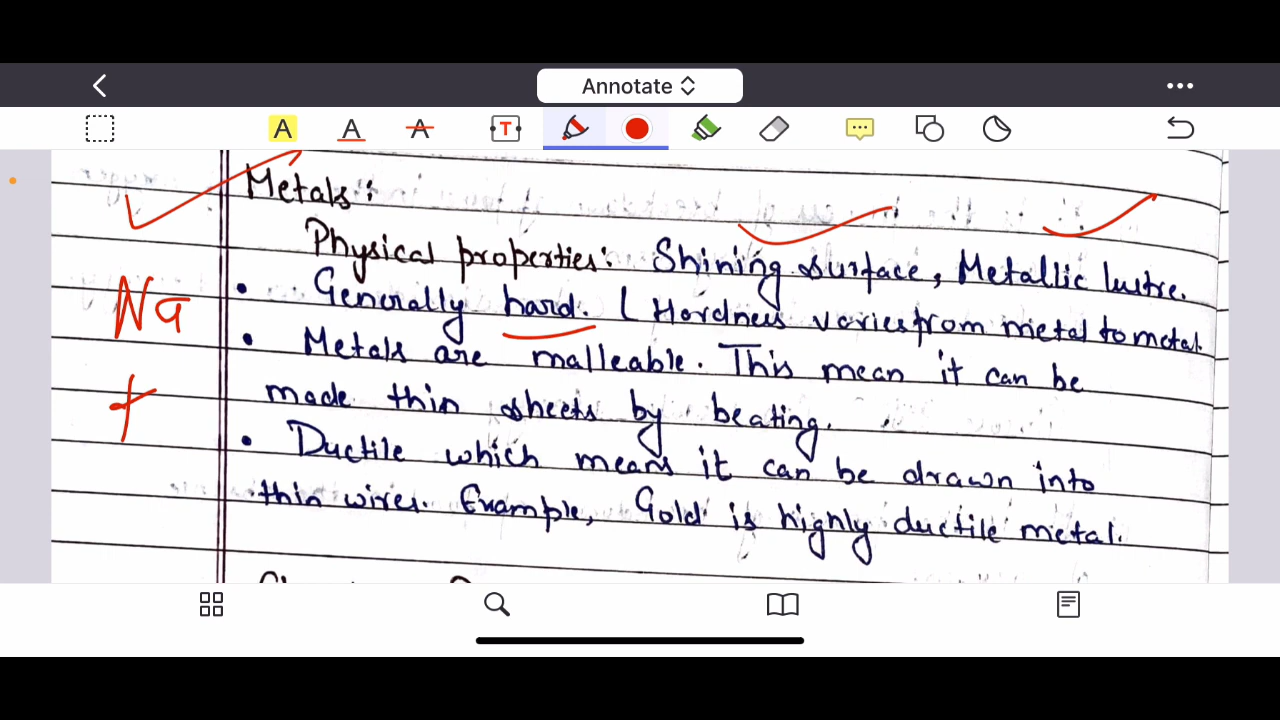 Annotate
A A A T
Metals:
Physical properties: Shining surface, Metallic lustre.
• Generally hard. (Hardness varies from metal to metal.
Na
• Metals are malleable. This mean it can be
made thin sheets by beating.
• Ductile which means it can be drawn into
thin wires. Example, Gold is highly ductile metal.